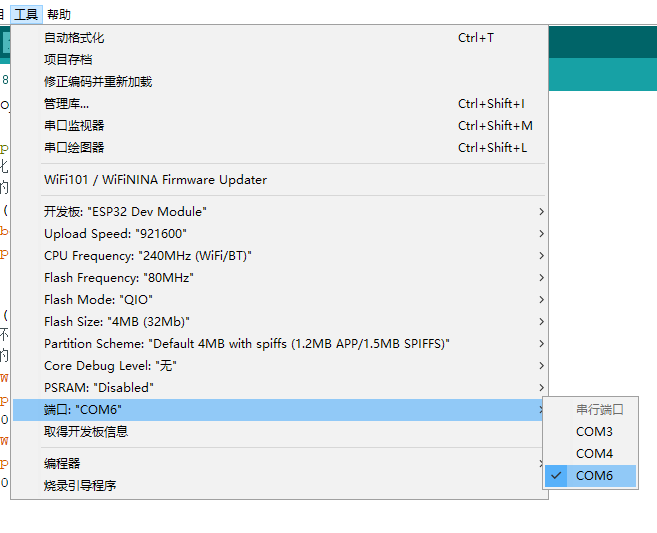 工具 帮助
自动格式化 Ctrl+T
项目存档
修正编码并重新加载
管理库... Ctrl+Shift+I
串口监视器 Ctrl+Shift+M
串口绘图器 Ctrl+Shift+L
WiFi101 / WiFiNINA Firmware Updater
开发板: "ESP32 Dev Module"
Upload Speed: "921600"
CPU Frequency: "240MHz (WiFi/BT)"
Flash Frequency: "80MHz"
Flash Mode: "QIO"
Flash Size: "4MB (32Mb)"
Partition Scheme: "Default 4MB with spiffs (1.2MB APP/1.5MB SPIFFS)"
Core Debug Level: "无"
PSRAM: "Disabled"
端口: "COM6"
串行端口
COM3
COM4
COM6
取得开发板信息
编程器
烧录引导程序